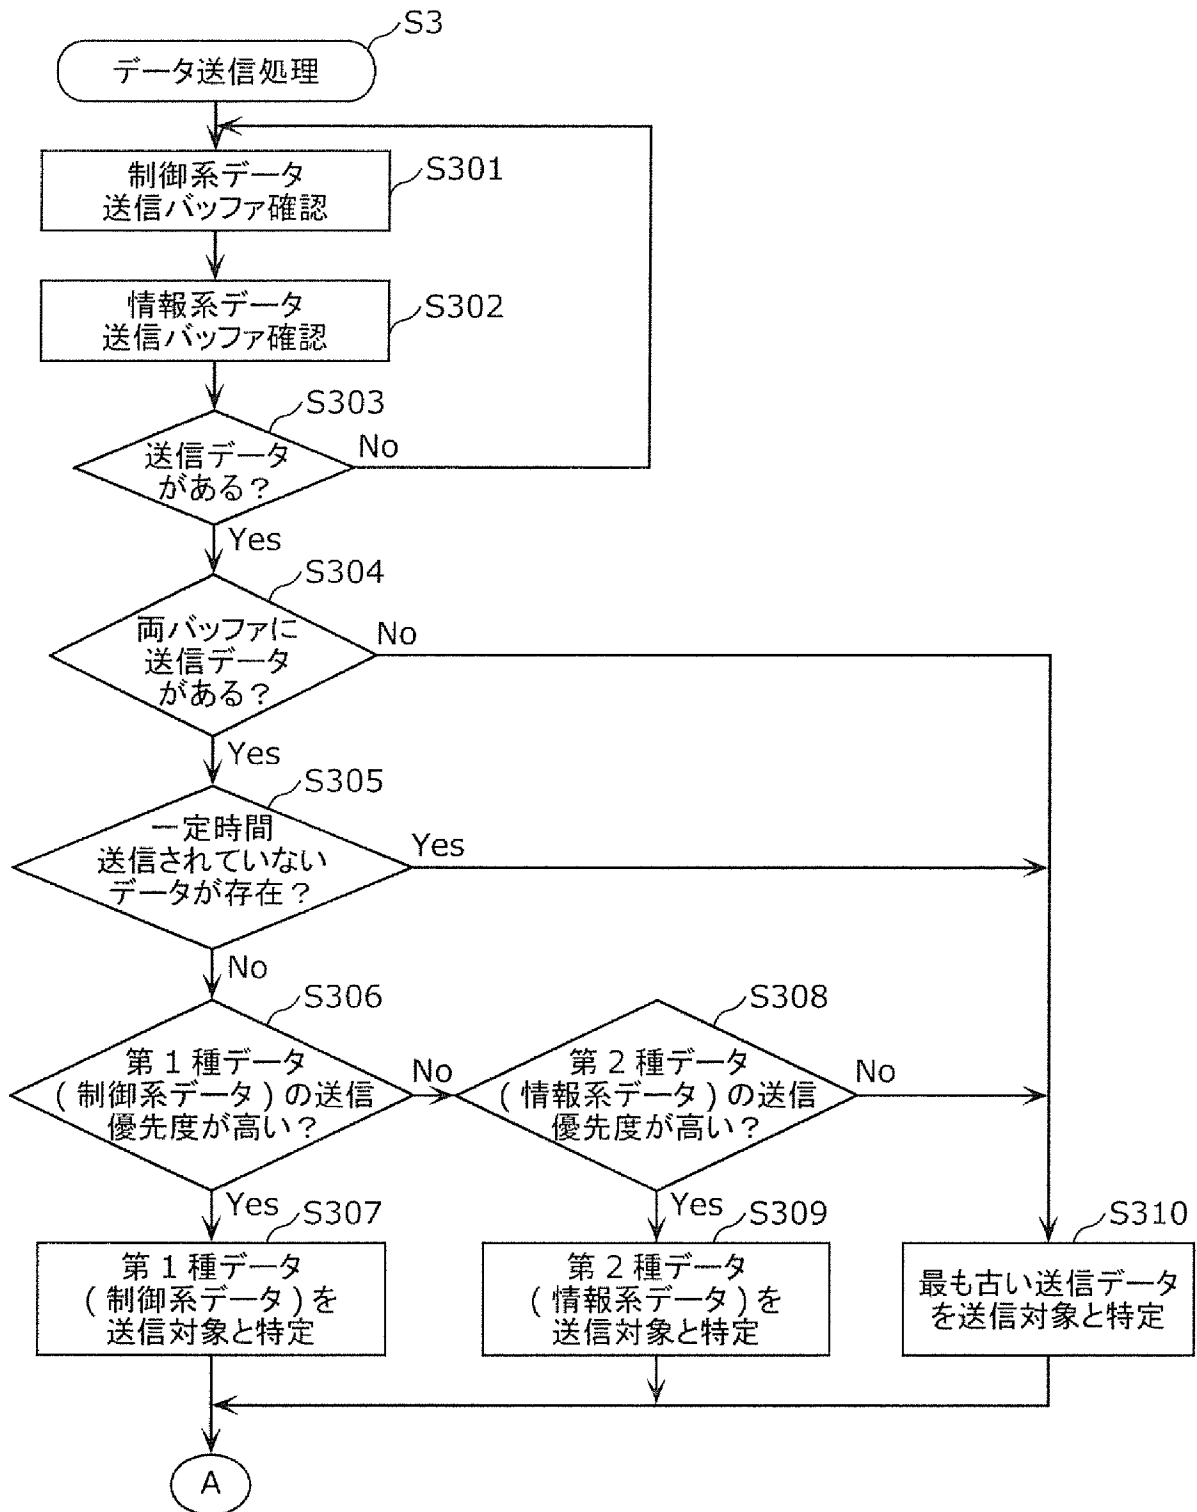 S3
データ送信処理
制御系データ
送信バッファ確認
S301
情報系データ
送信バッファ確認
S302
S303
送信データ
がある?
No
Yes
S304
両バッファに
送信データ
がある?
No
Yes
S305
一定時間
送信されていない
データが存在?
Yes
No
S306
第1種データ
(制御系データ)の送信
優先度が高い?
No
S308
第2種データ
(情報系データ)の送信
優先度が高い?
No
Yes
S307
第1種データ
(制御系データ)を
送信対象と特定
Yes
S309
第2種データ
(情報系データ)を
送信対象と特定
S310
最も古い送信データ
を送信対象と特定
A